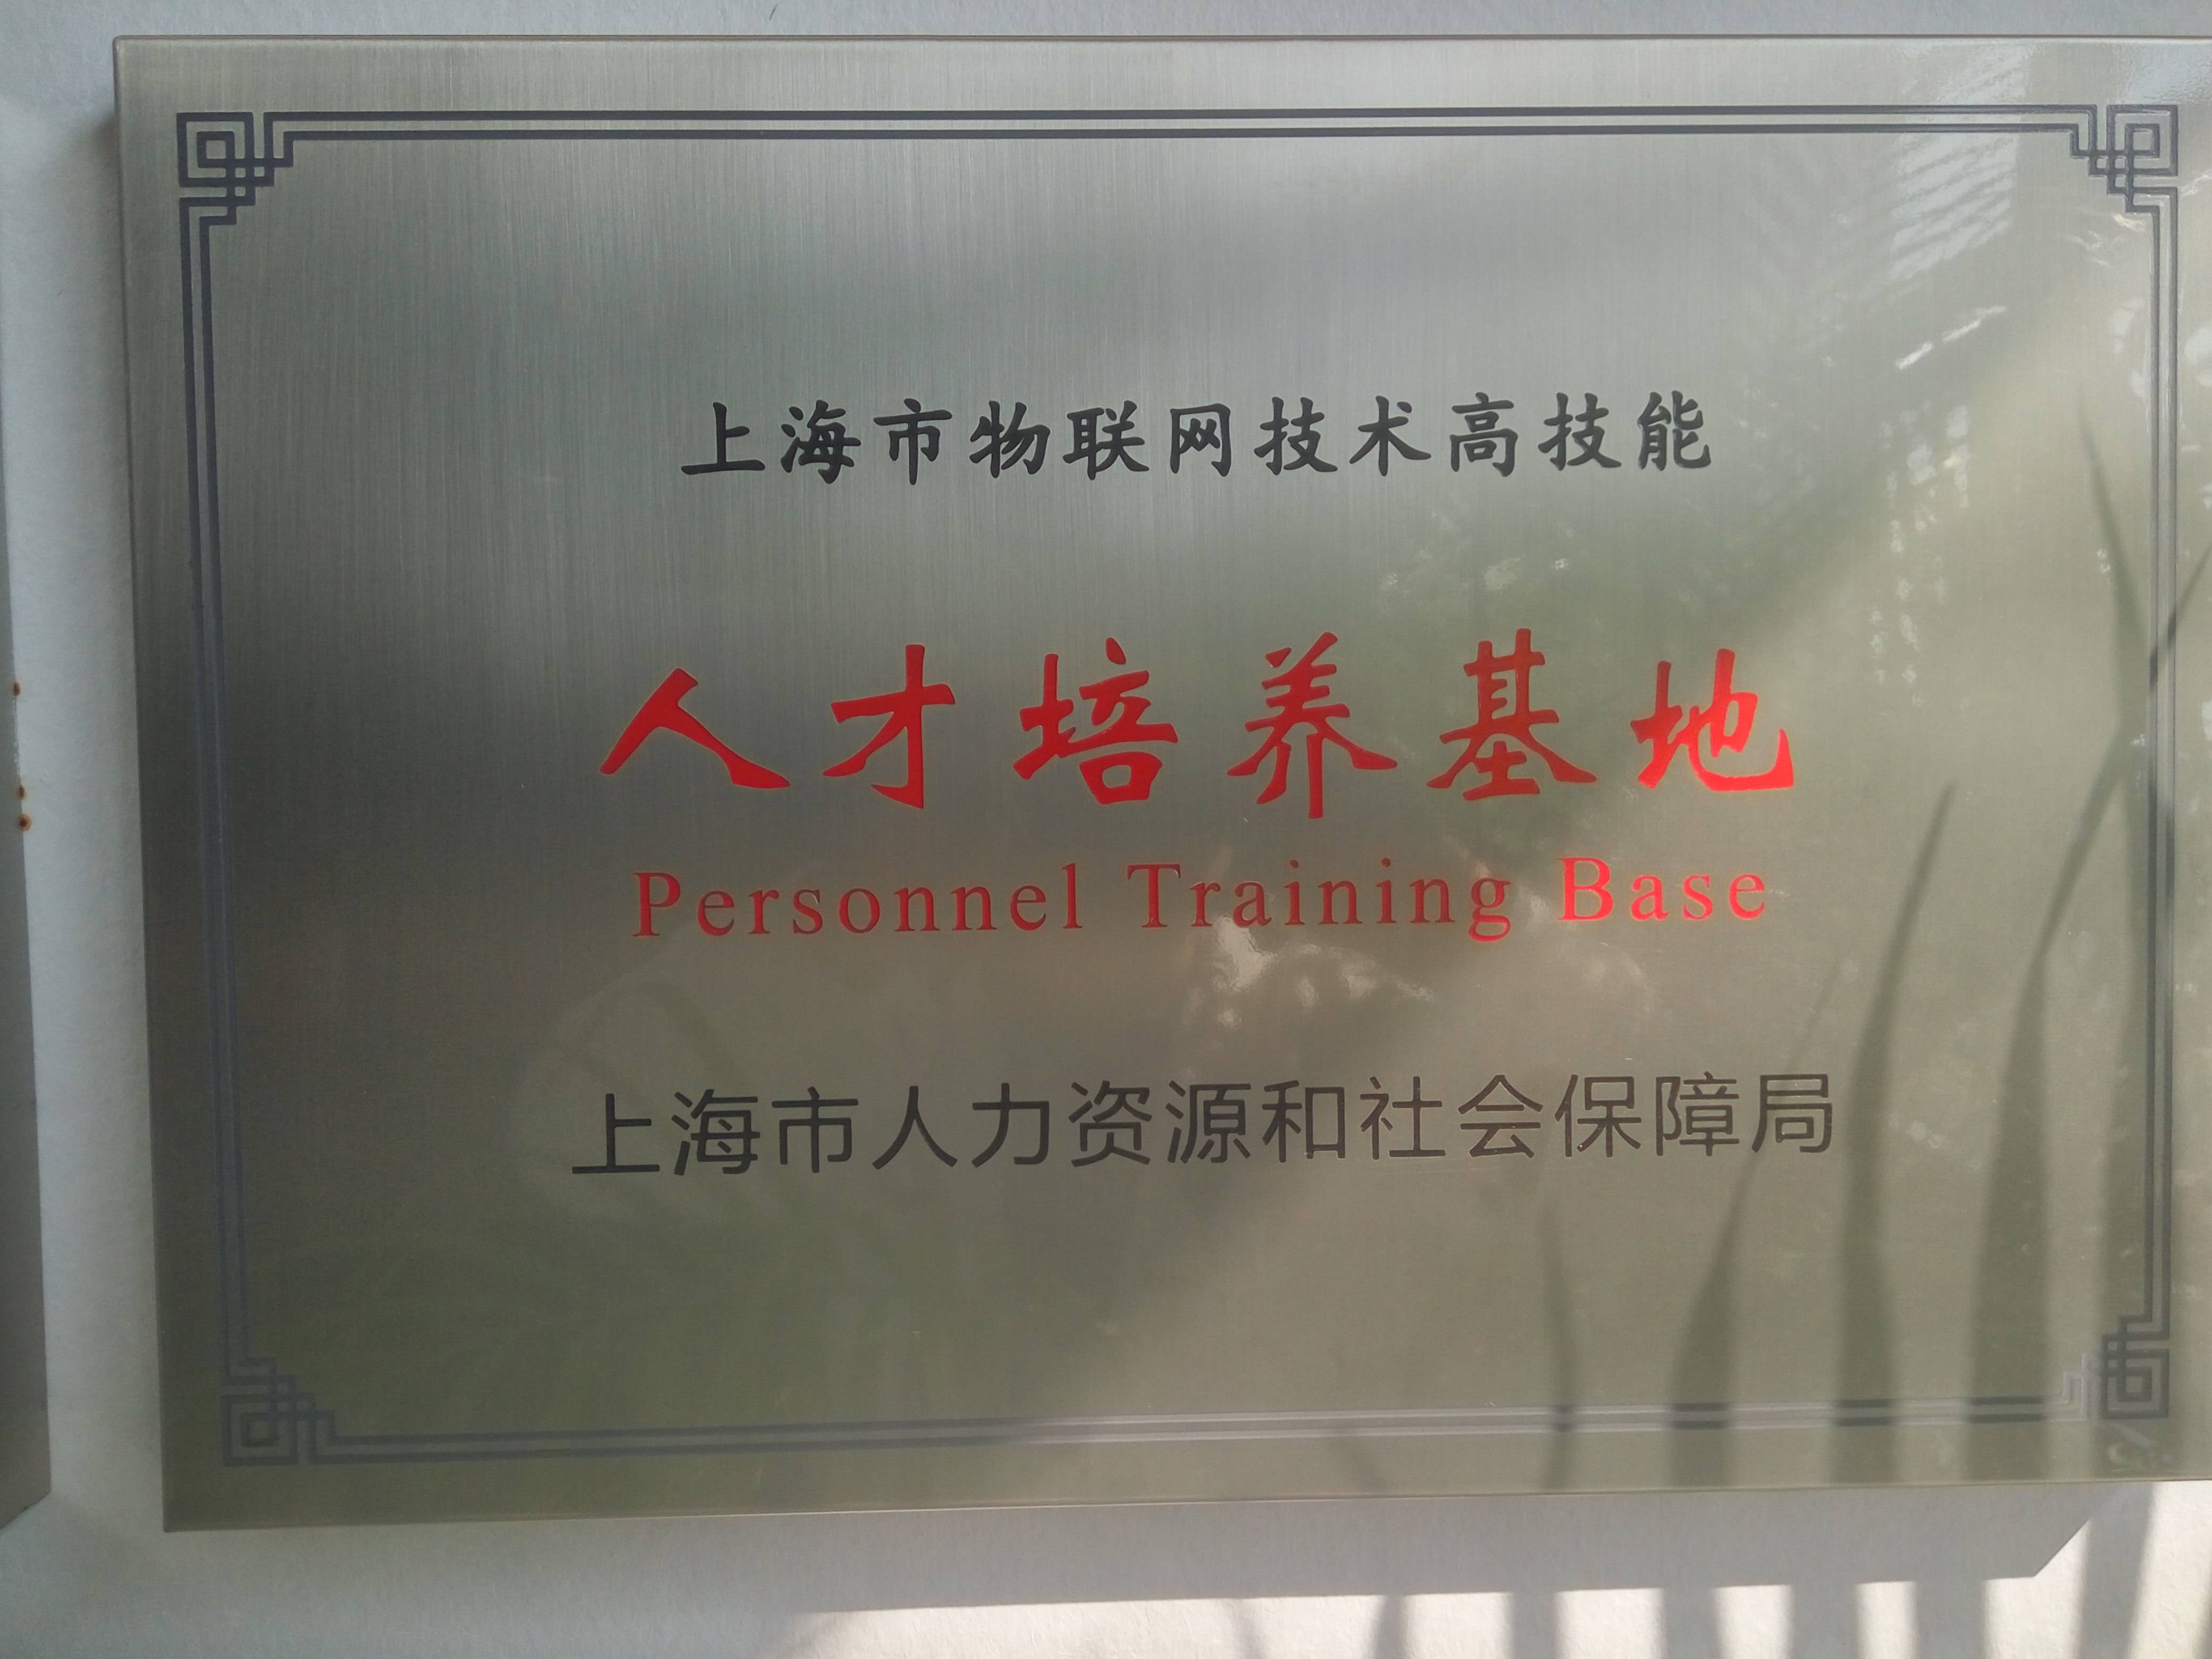 上海市物联网技术高技能
人才培养基地
Personnel Training Base
上海市人力资源和社会保障局